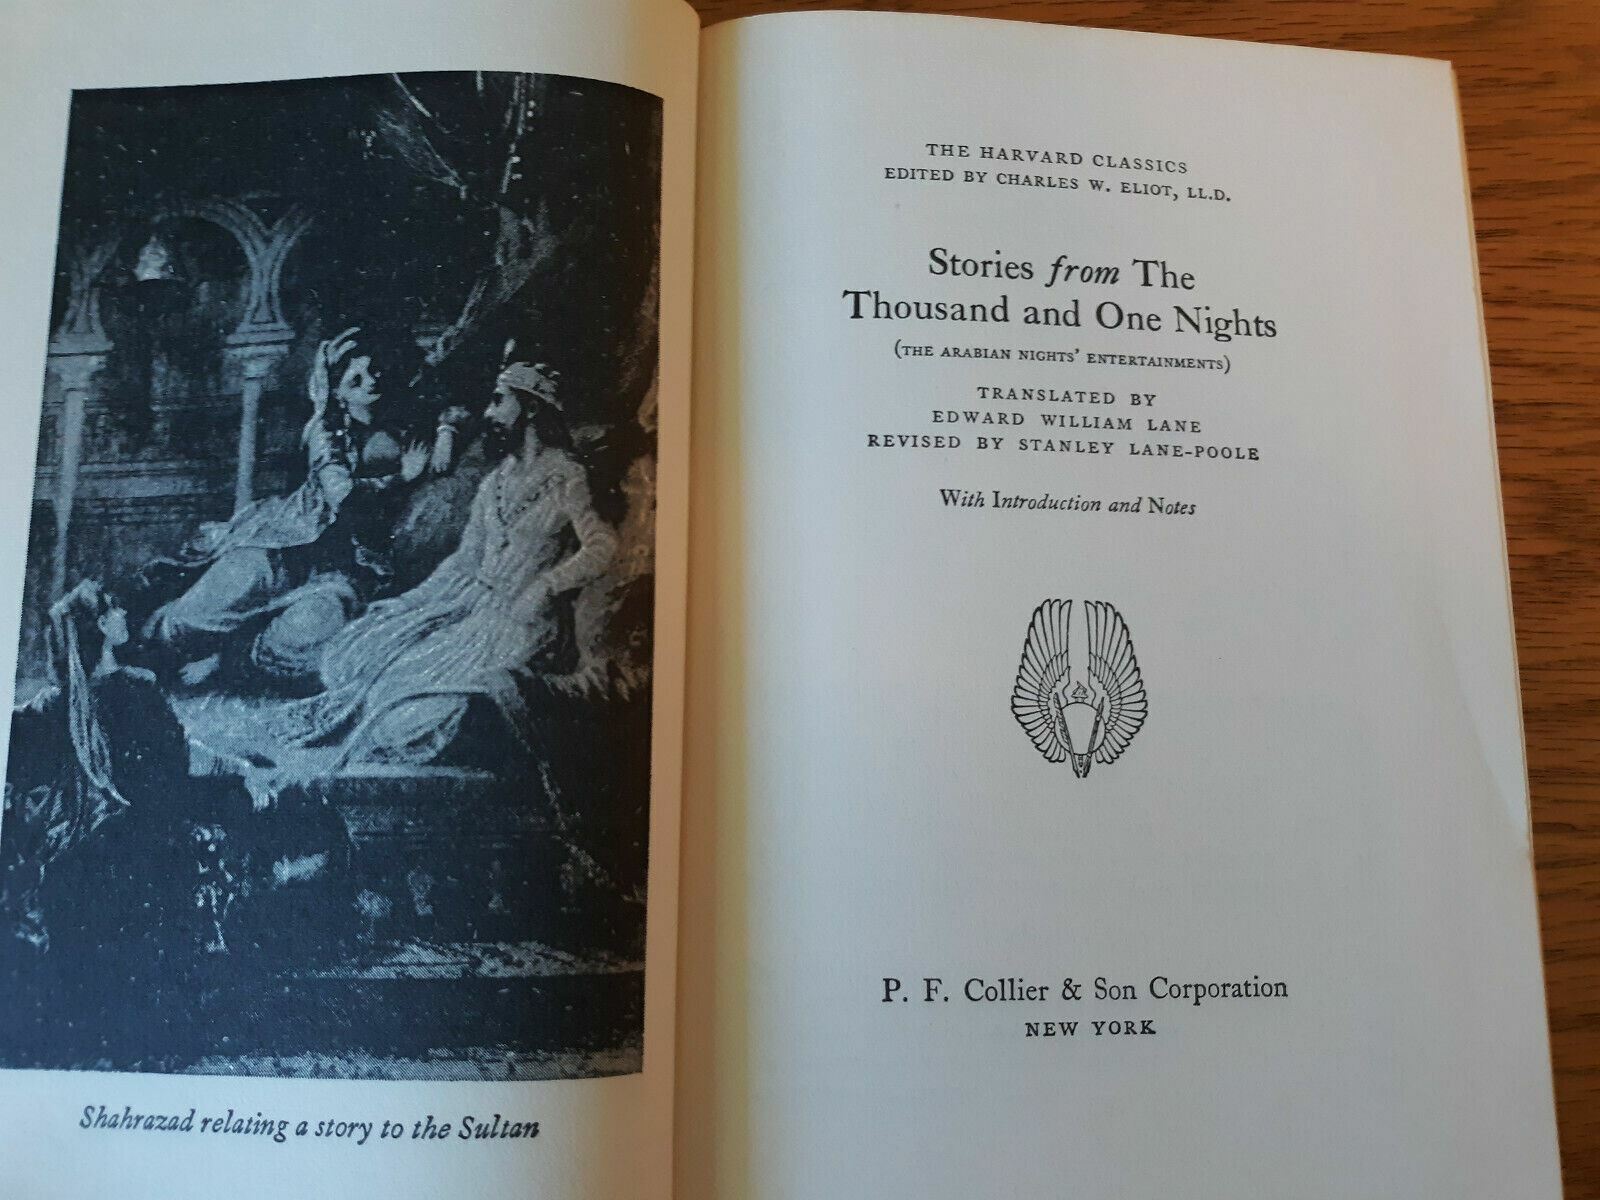 Shahrazad relating a story to the Sultan
THE HARVARD CLASSICS
EDITED BY CHARLES W. ELIOT, LL.D.
Stories from The
Thousand and One Nights
(THE ARABIAN NIGHTS' ENTERTAINMENTS)
TRANSLATED BY
EDWARD WILLIAM LANE
REVISED BY STANLEY LANE-POOLE
With Introduction and Notes
P. F. Collier & Son Corporation
NEW YORK